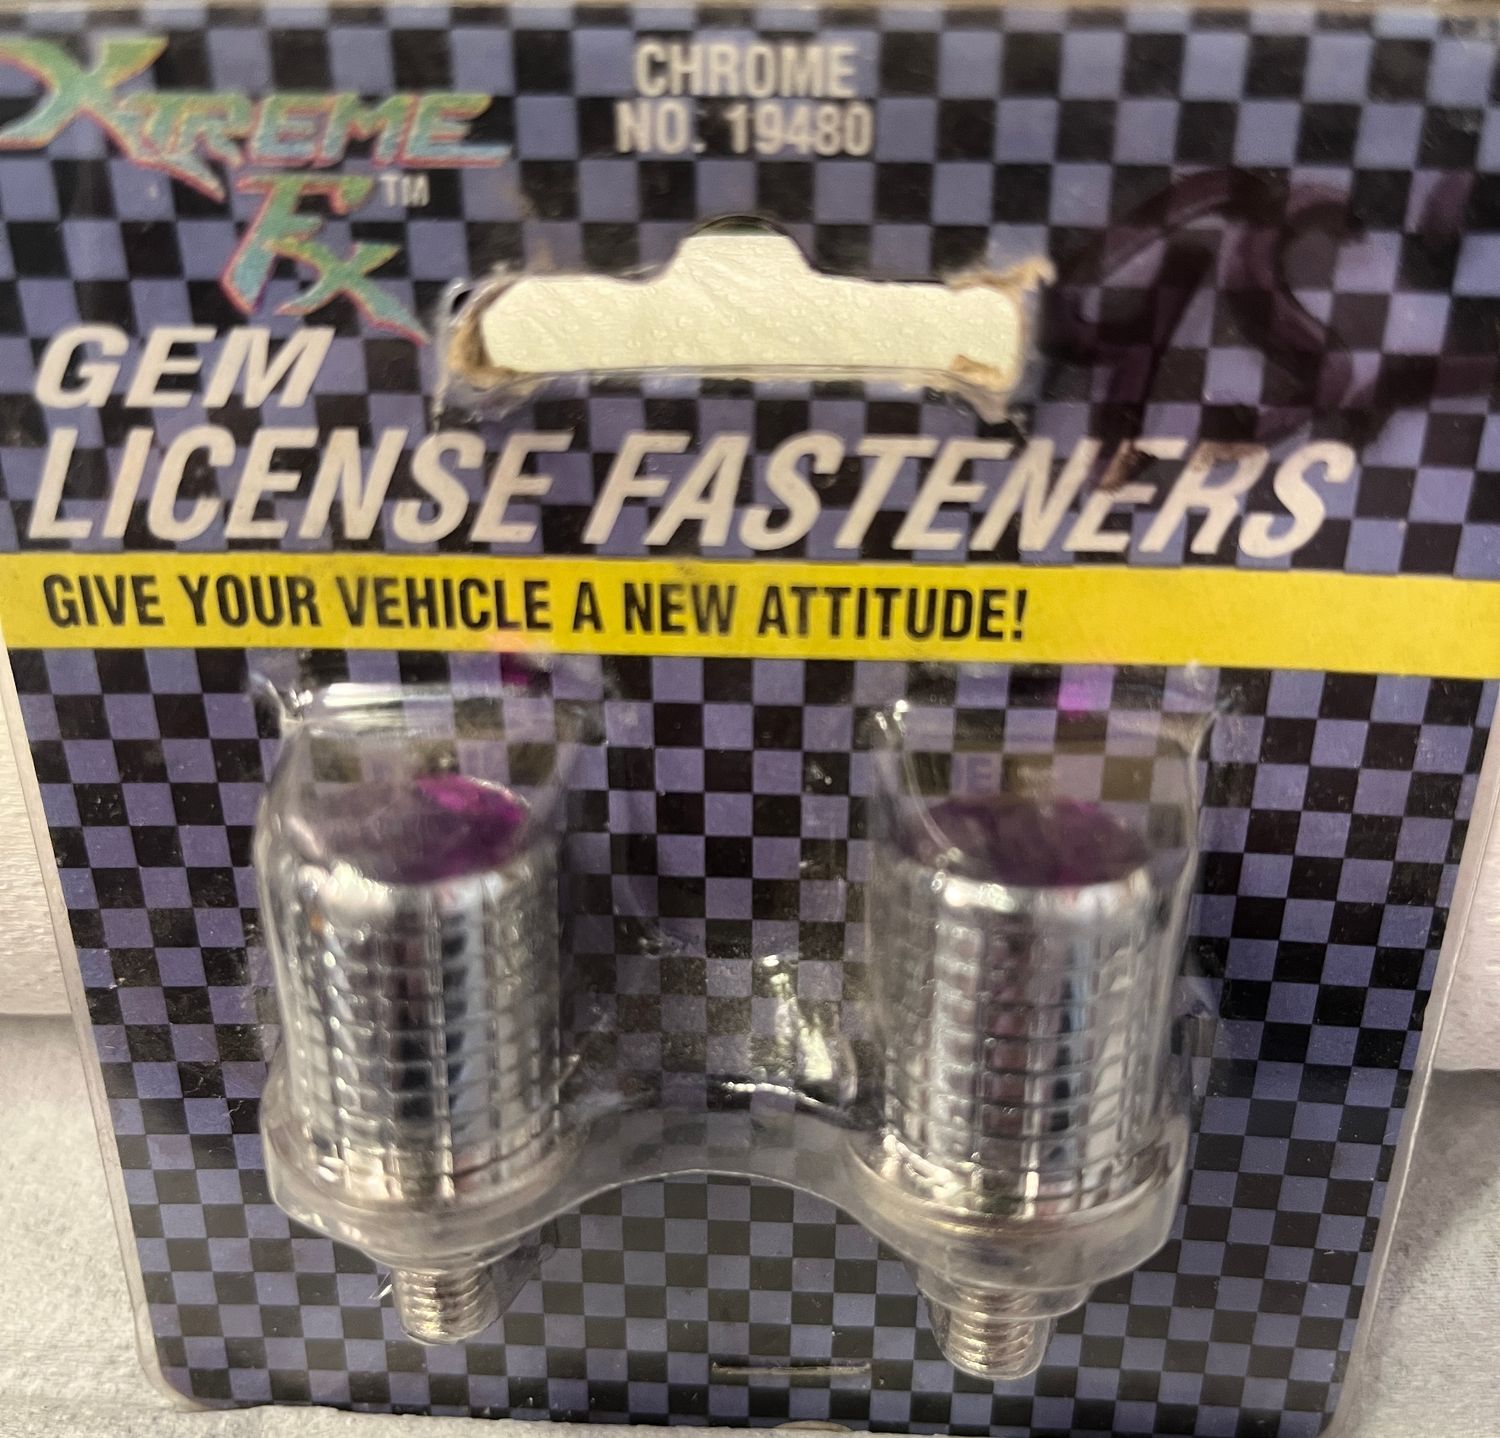 XTREME
FX™
CHROME
NO. 19480
GEM
LICENSE FASTENERS
GIVE YOUR VEHICLE A NEW ATTITUDE!